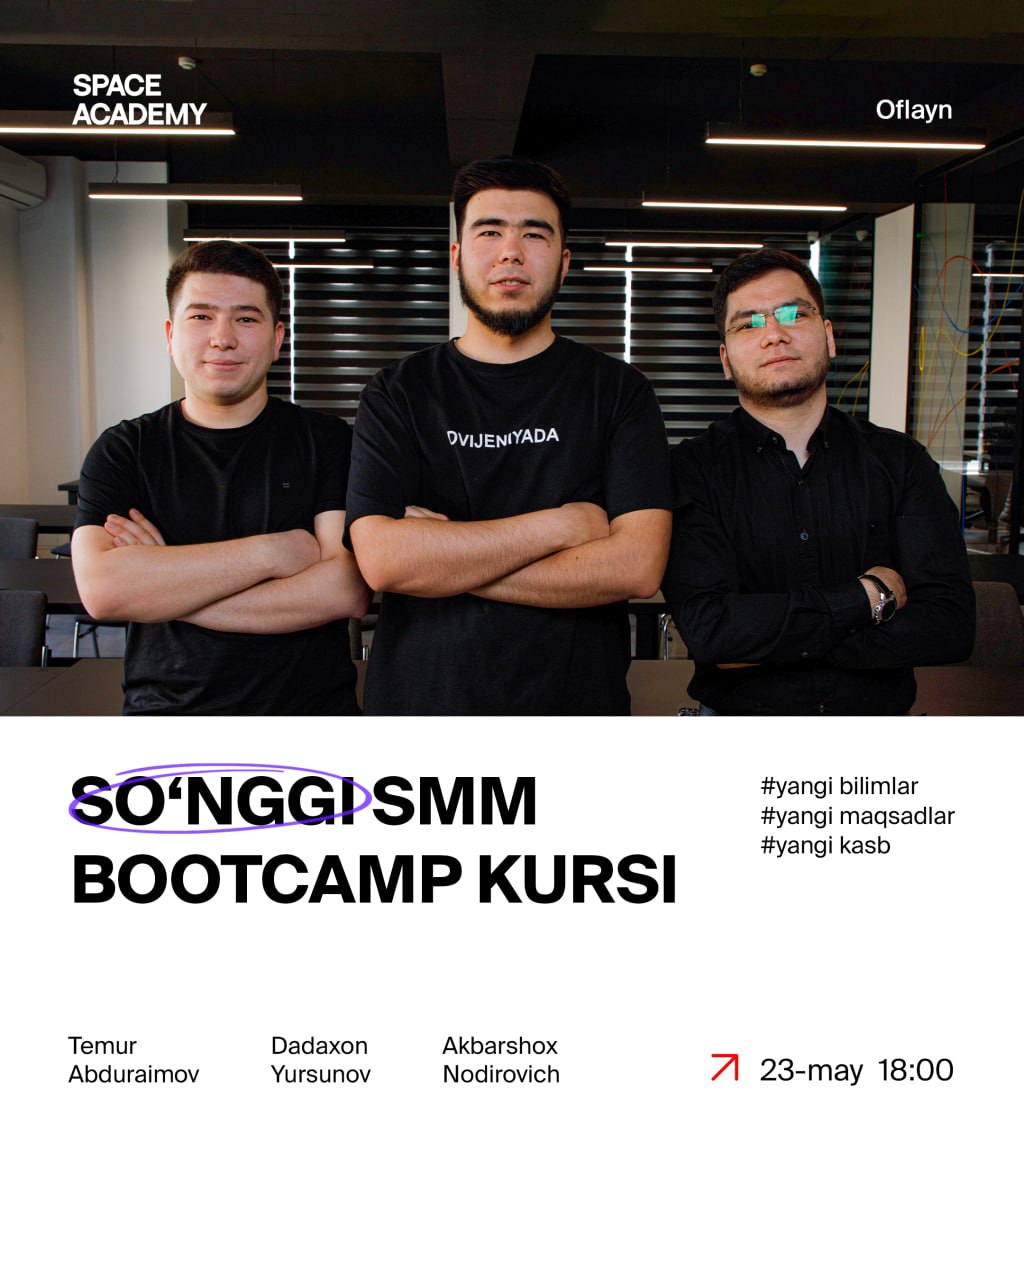 SPACE
ACADEMY
Oflayn
DVIJENIYADA
SO‘NGGI SMM
BOOTCAMP KURSI
#yangi bilimlar
#yangi maqsadlar
#yangi kasb
Temur
Abduraimov
Dadaxon
Yursunov
Akbarshox
Nodirovich
23-may 18:00